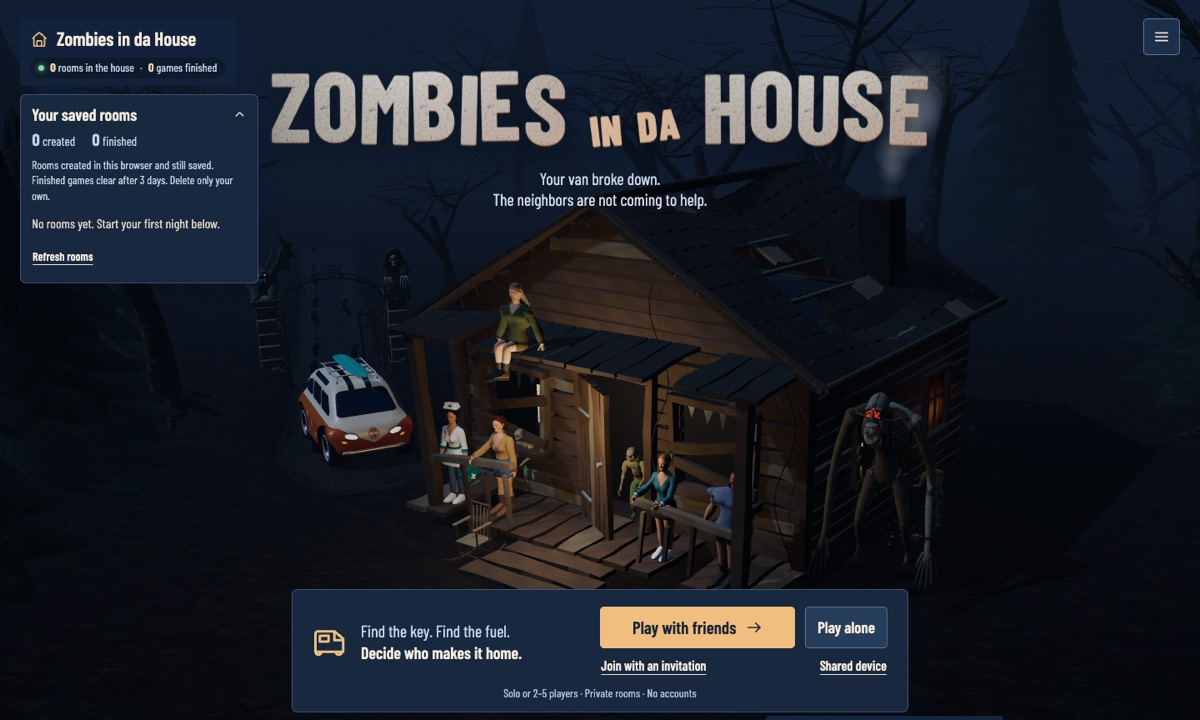 Zombies in da House
0 rooms in the house · 0 games finished
Your saved rooms
0 created 0 finished
Rooms created in this browser and still saved.
Finished games clear after 3 days. Delete only your
own.
No rooms yet. Start your first night below.
Refresh rooms
ZOMBIES IN DA HOUSE
Your van broke down.
The neighbors are not coming to help.
Find the key. Find the fuel.
Decide who makes it home.
Play with friends →
Play alone
Join with an invitation
Shared device
Solo or 2–5 players · Private rooms · No accounts